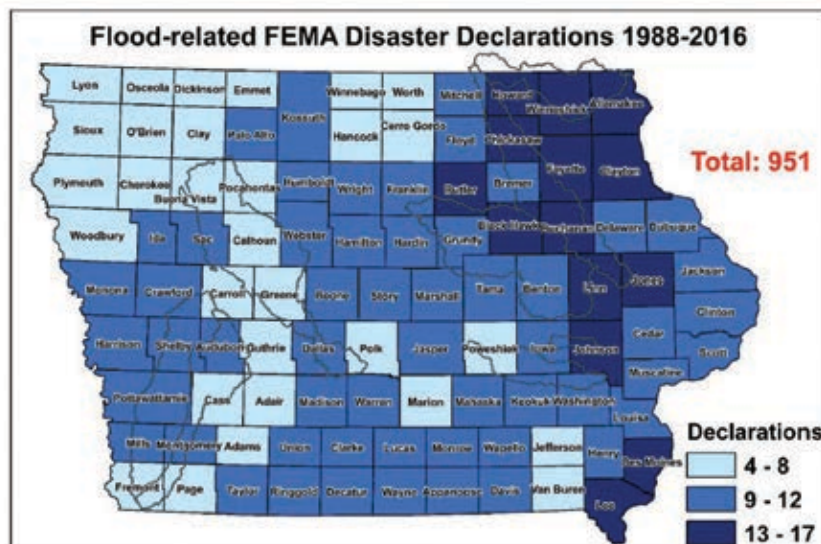 Flood-related FEMA Disaster Declarations 1988-2016
Lyon Osceola Dickinson Emmet Kossuth Winnebago Worth Mitchell Howard Winneshiek Allamakee
Sioux O'Brien Clay Palo Alto Hancock Cerro Gordo Floyd Chickasaw
Total: 951
Plymouth Cherokee Buena Vista Pocahontas Humboldt Wright Franklin Butler Bremer Fayette Clayton
Woodbury Ida Sac Calhoun Webster Hamilton Hardin Grundy Black Hawk Buchanan Delaware Dubuque
Monona Crawford Carroll Greene Boone Story Marshall Tama Benton Linn Jones Jackson
Clinton
Harrison Shelby Audubon Guthrie Dallas Polk Jasper Poweshiek Iowa Johnson Cedar Scott
Muscatine
Pottawattamie Cass Adair Madison Warren Marion Mahaska Keokuk Washington Louisa
Mills Montgomery Adams Union Clarke Lucas Monroe Wapello Jefferson Henry Des Moines
Fremont Page Taylor Ringgold Decatur Wayne Appanoose Davis Van Buren Lee
Declarations
4 - 8
9 - 12
13 - 17